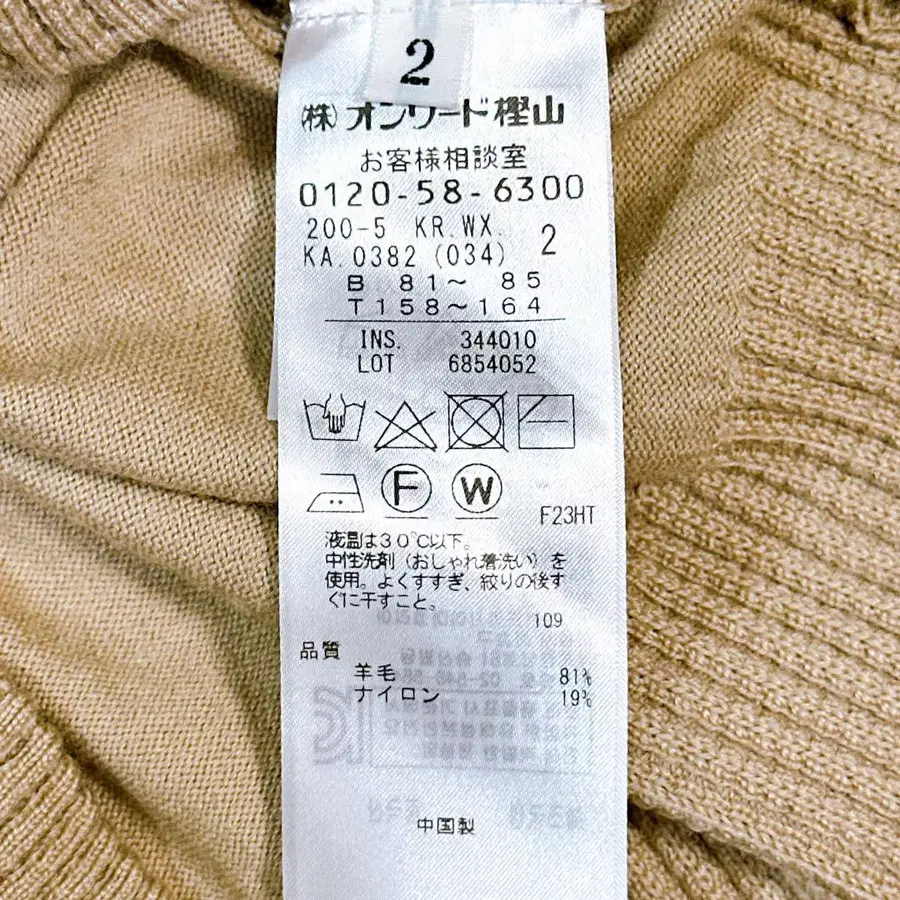 2
(株)オンワード樫山
お客様相談室
0120-58-6300
200-5 KR.WX. 2
KA.0382(034)
B 81～ 85
T158～164
INS. 344010
LOT 6854052
F W
F23HT
液温は30℃以下。
中性洗剤（おしゃれ着洗い）を
使用。よくすすぎ、絞りの後す
ぐに干すこと。
109
品質
羊毛 81%
ナイロン 19%
中国製